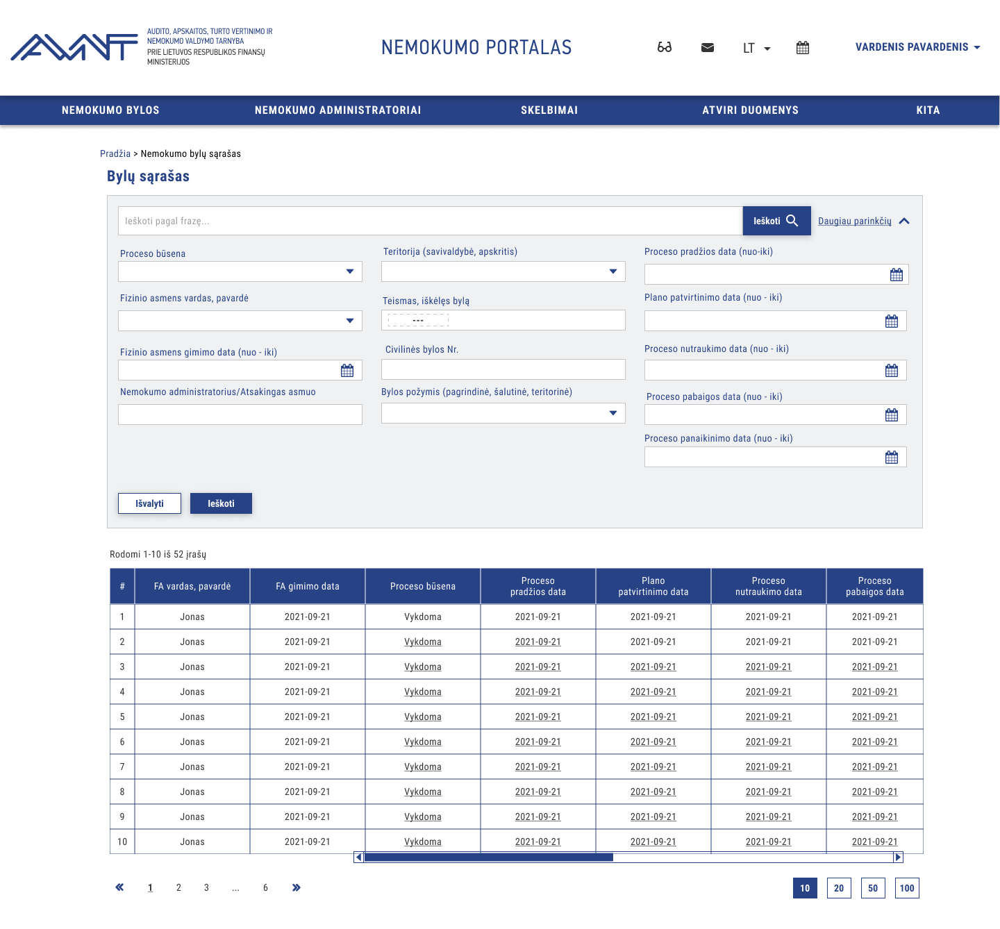 AUDITO, APSKAITOS, TURTO VERTINIMO IR
NEMOKUMO VALDYMO TARNYBA
PRIE LIETUVOS RESPUBLIKOS FINANSŲ
MINISTERIJOS
NEMOKUMO PORTALAS
LT
VARDENIS PAVARDENIS
NEMOKUMO BYLOS NEMOKUMO ADMINISTRATORIAI SKELBIMAI ATVIRI DUOMENYS KITA
Pradžia > Nemokumo bylų sąrašas
Bylų sąrašas
Ieškoti pagal frazę... Ieškoti Daugiau parinkčių
Proceso būsena Teritorija (savivaldybė, apskritis) Proceso pradžios data (nuo-iki)
Fizinio asmens vardas, pavardė Teismas, iškėlęs bylą Plano patvirtinimo data (nuo - iki)
---
Fizinio asmens gimimo data (nuo - iki) Civilinės bylos Nr. Proceso nutraukimo data (nuo - iki)
Nemokumo administratorius/Atsakingas asmuo Bylos požymis (pagrindinė, šalutinė, teritorinė) Proceso pabaigos data (nuo - iki)
Proceso panaikinimo data (nuo - iki)
Išvalyti Ieškoti
Rodomi 1-10 iš 52 įrašų
# FA vardas, pavardė FA gimimo data Proceso būsena Proceso pradžios data Plano patvirtinimo data Proceso nutraukimo data Proceso pabaigos data
1 Jonas 2021-09-21 Vykdoma 2021-09-21 2021-09-21 2021-09-21 2021-09-21
2 Jonas 2021-09-21 Vykdoma 2021-09-21 2021-09-21 2021-09-21 2021-09-21
3 Jonas 2021-09-21 Vykdoma 2021-09-21 2021-09-21 2021-09-21 2021-09-21
4 Jonas 2021-09-21 Vykdoma 2021-09-21 2021-09-21 2021-09-21 2021-09-21
5 Jonas 2021-09-21 Vykdoma 2021-09-21 2021-09-21 2021-09-21 2021-09-21
6 Jonas 2021-09-21 Vykdoma 2021-09-21 2021-09-21 2021-09-21 2021-09-21
7 Jonas 2021-09-21 Vykdoma 2021-09-21 2021-09-21 2021-09-21 2021-09-21
8 Jonas 2021-09-21 Vykdoma 2021-09-21 2021-09-21 2021-09-21 2021-09-21
9 Jonas 2021-09-21 Vykdoma 2021-09-21 2021-09-21 2021-09-21 2021-09-21
10 Jonas 2021-09-21 Vykdoma 2021-09-21 2021-09-21 2021-09-21 2021-09-21
« 1 2 3 ... 6 » 10 20 50 100